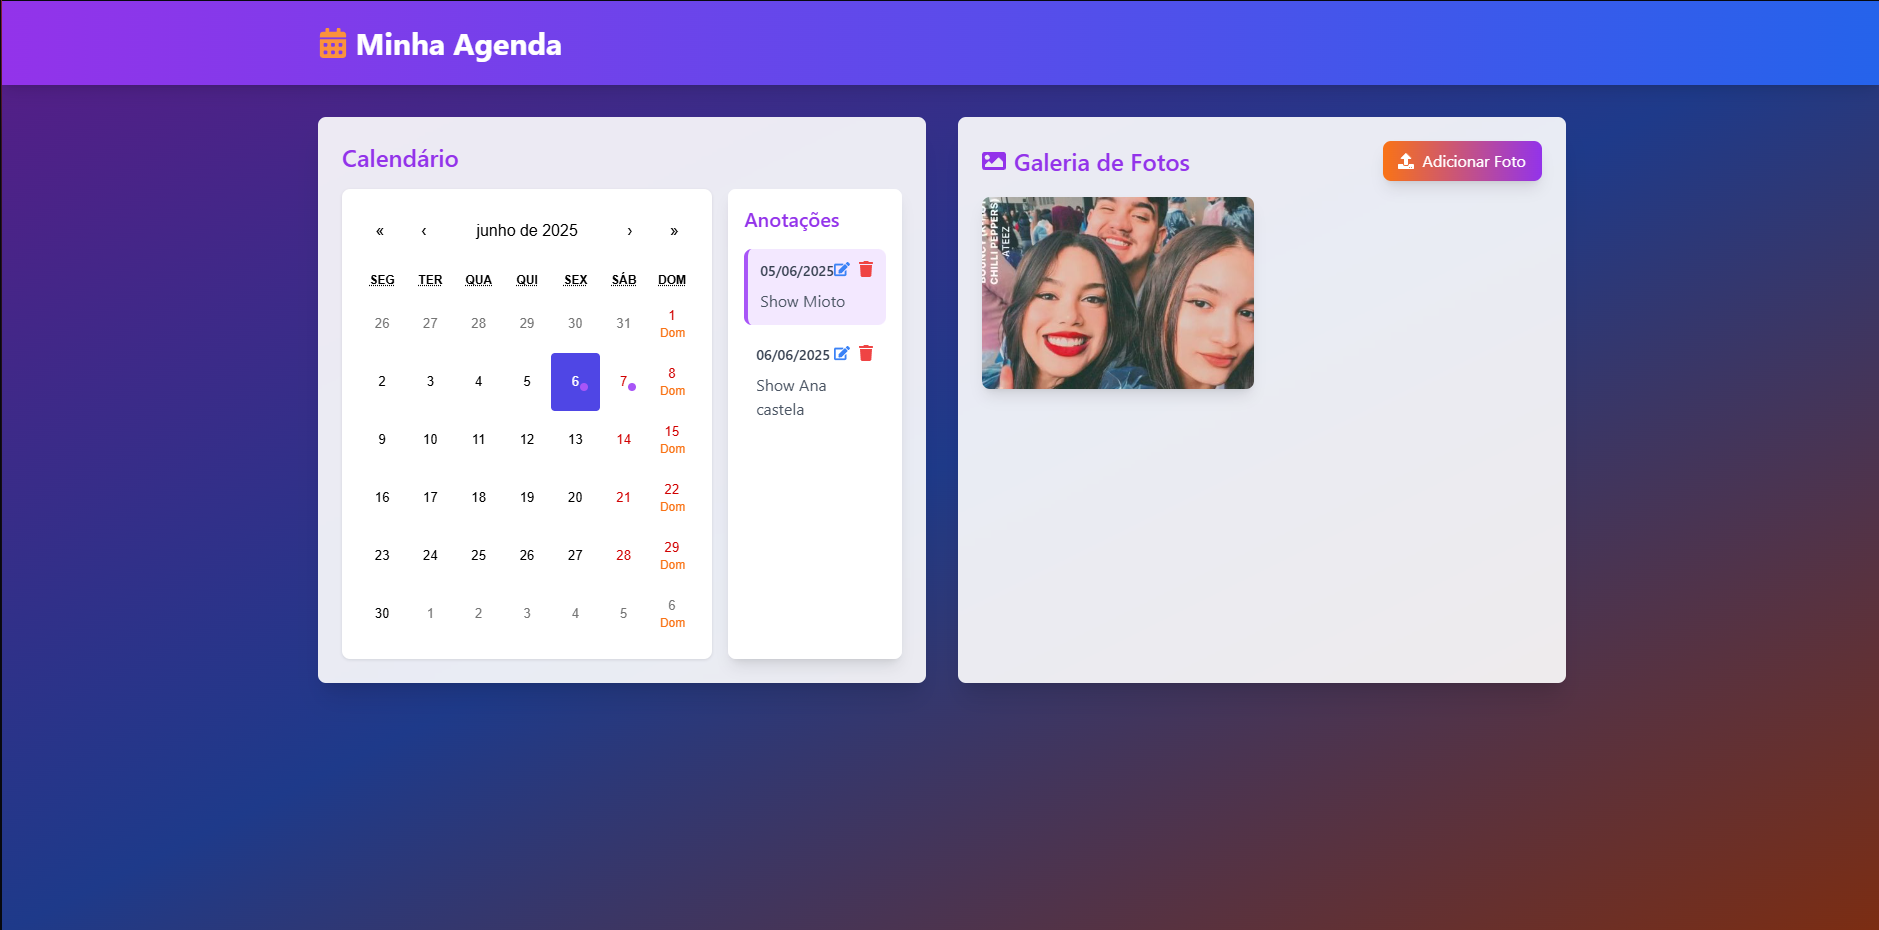 Minha Agenda
Calendário
« ‹ junho de 2025 › »
SEG TER QUA QUI SEX SÁB DOM
26 27 28 29 30 31 1
Dom
2 3 4 5 6 7 8
Dom
9 10 11 12 13 14 15
Dom
16 17 18 19 20 21 22
Dom
23 24 25 26 27 28 29
Dom
30 1 2 3 4 5 6
Dom
Anotações
05/06/2025
Show Mioto
06/06/2025
Show Ana
castela
Galeria de Fotos
Adicionar Foto
CHILLI PEPPERS)
ATEEZ